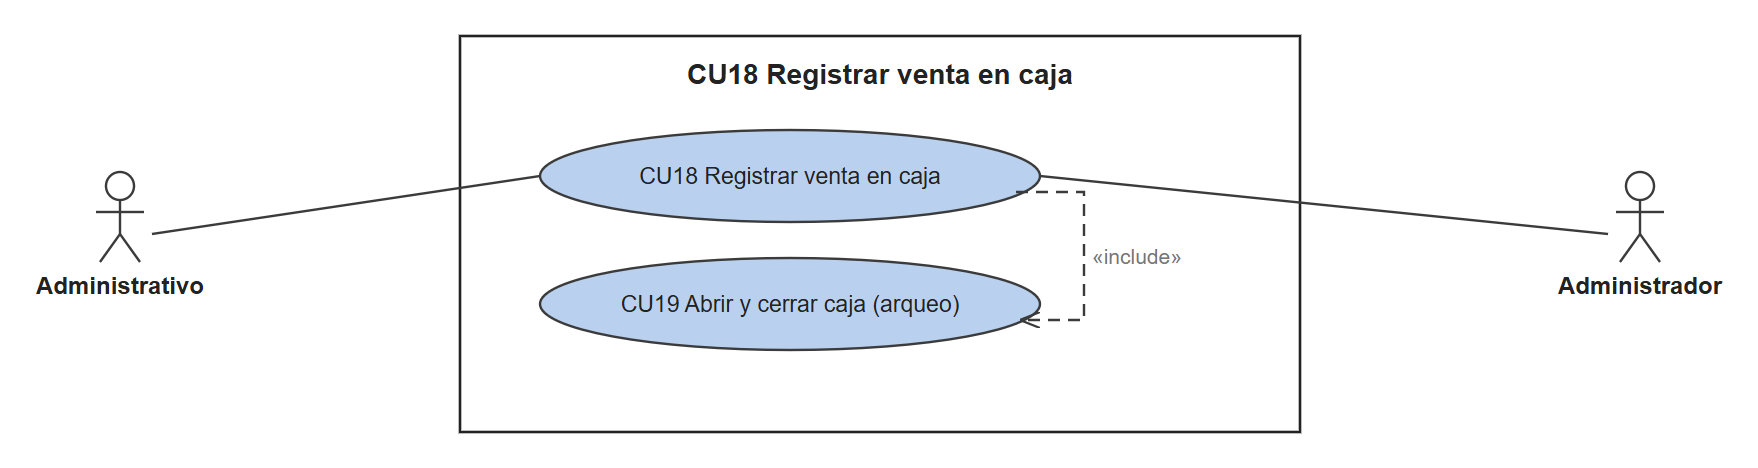 CU18 Registrar venta en caja
CU18 Registrar venta en caja
«include»
CU19 Abrir y cerrar caja (arqueo)
Administrativo
Administrador